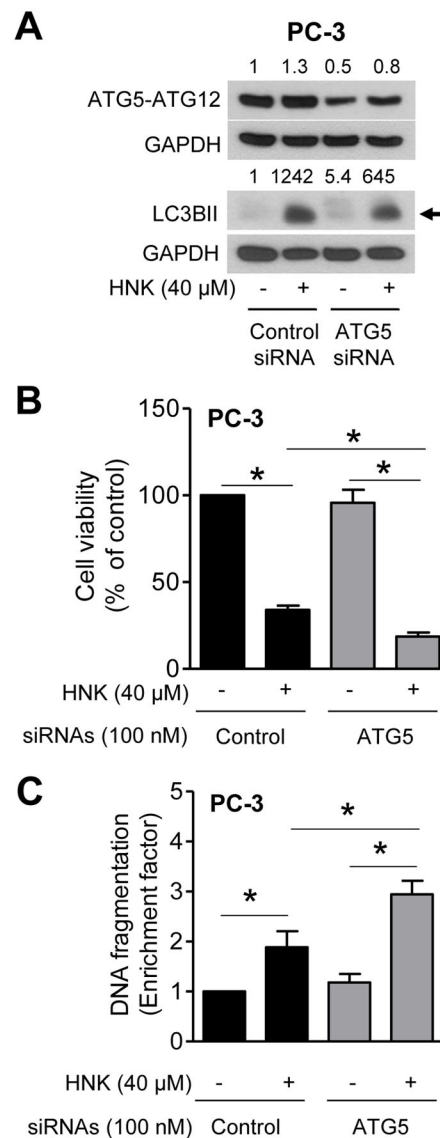 A
PC-3
1 1.3 0.5 0.8
ATG5-ATG12
GAPDH
1 1242 5.4 645
LC3BII
GAPDH
HNK (40 µM) - + - +
Control siRNA
ATG5 siRNA
B
PC-3
Cell viability
(% of control)
150
100
50
0
* * *
HNK (40 µM) - + - +
siRNAs (100 nM) Control ATG5
C
PC-3
DNA fragmentation
(Enrichment factor)
5
4
3
2
1
0
* * *
HNK (40 µM) - + - +
siRNAs (100 nM) Control ATG5